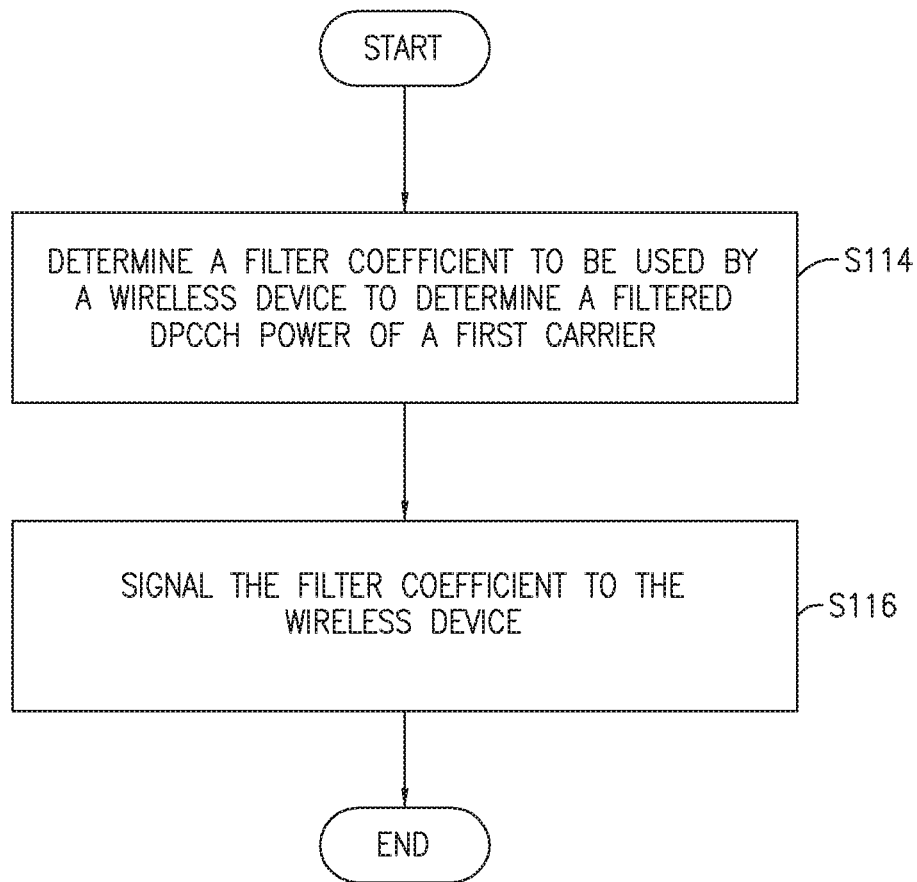 START
DETERMINE A FILTER COEFFICIENT TO BE USED BY
A WIRELESS DEVICE TO DETERMINE A FILTERED
DPCCH POWER OF A FIRST CARRIER
S114
SIGNAL THE FILTER COEFFICIENT TO THE
WIRELESS DEVICE
S116
END